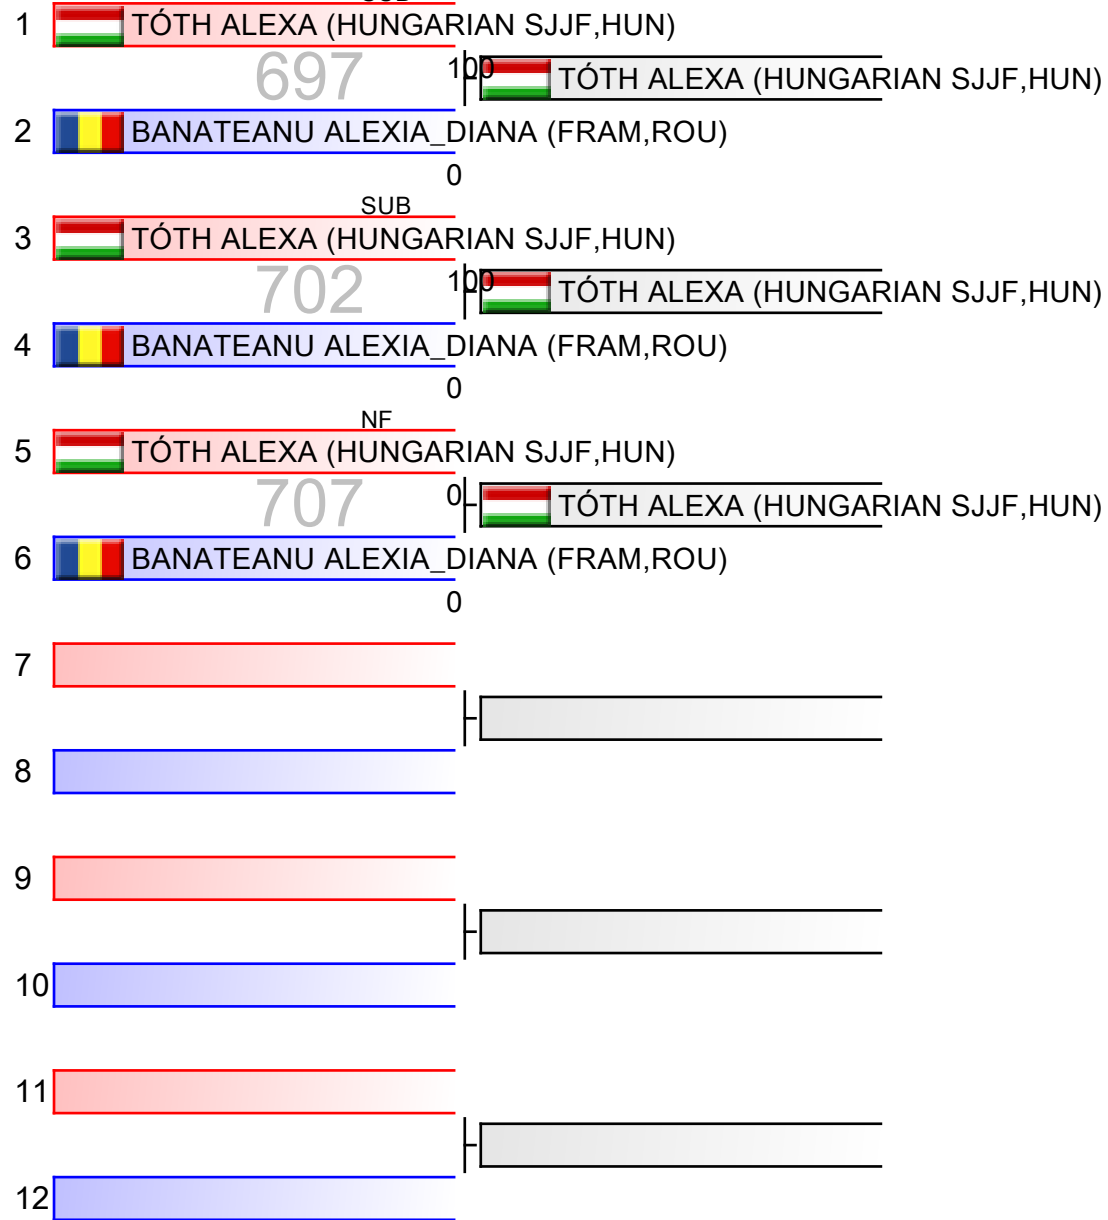 1 TÓTH ALEXA (HUNGARIAN SJJF,HUN)
697 100 TÓTH ALEXA (HUNGARIAN SJJF,HUN)
2 BANATEANU ALEXIA_DIANA (FRAM,ROU)
0
SUB
3 TÓTH ALEXA (HUNGARIAN SJJF,HUN)
702 100 TÓTH ALEXA (HUNGARIAN SJJF,HUN)
4 BANATEANU ALEXIA_DIANA (FRAM,ROU)
0
NF
5 TÓTH ALEXA (HUNGARIAN SJJF,HUN)
707 0 TÓTH ALEXA (HUNGARIAN SJJF,HUN)
6 BANATEANU ALEXIA_DIANA (FRAM,ROU)
0
7
8
9
10
11
12